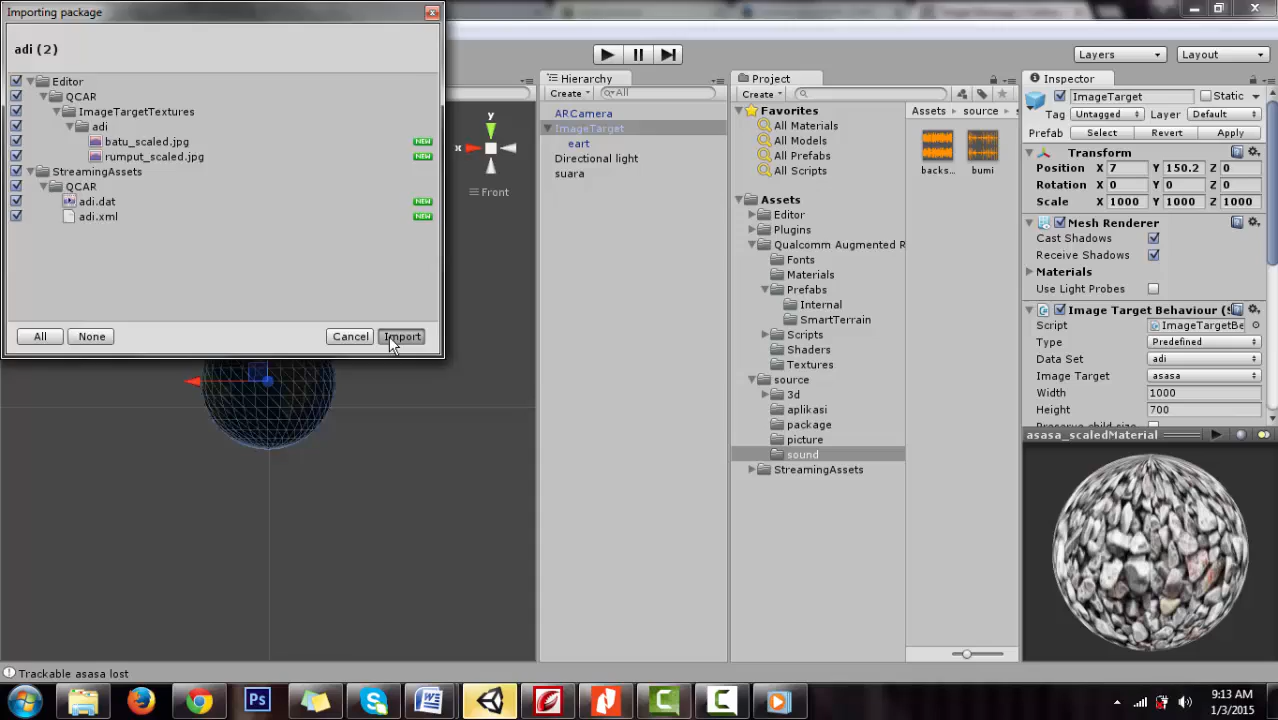 Importing package
adi (2)
Editor
QCAR
ImageTargetTextures
adi
batu_scaled.jpg NEW
rumput_scaled.jpg NEW
StreamingAssets
QCAR
adi.dat NEW
adi.xml NEW
All
None
Cancel
Import
y
x
Front
Hierarchy
Create
All
ARCamera
ImageTarget
eart
Directional light
suara
Project
Create
Favorites
All Materials
All Models
All Prefabs
All Scripts
Assets
Editor
Plugins
Qualcomm Augmented R
Fonts
Materials
Prefabs
Internal
SmartTerrain
Scripts
Shaders
Textures
source
3d
aplikasi
package
picture
sound
StreamingAssets
Assets source s
backs... bumi
Layers
Layout
Inspector
ImageTarget Static
Tag Untagged Layer Default
Prefab Select Revert Apply
Transform
Position X 7 Y 150.2 Z 0
Rotation X 0 Y 0 Z 0
Scale X 1000 Y 1000 Z 1000
Mesh Renderer
Cast Shadows
Receive Shadows
Materials
Use Light Probes
Image Target Behaviour (S
Script ImageTargetBe
Type Predefined
Data Set adi
Image Target asasa
Width 1000
Height 700
asasa_scaledMaterial
Trackable asasa lost
Ps
9:13 AM
1/3/2015